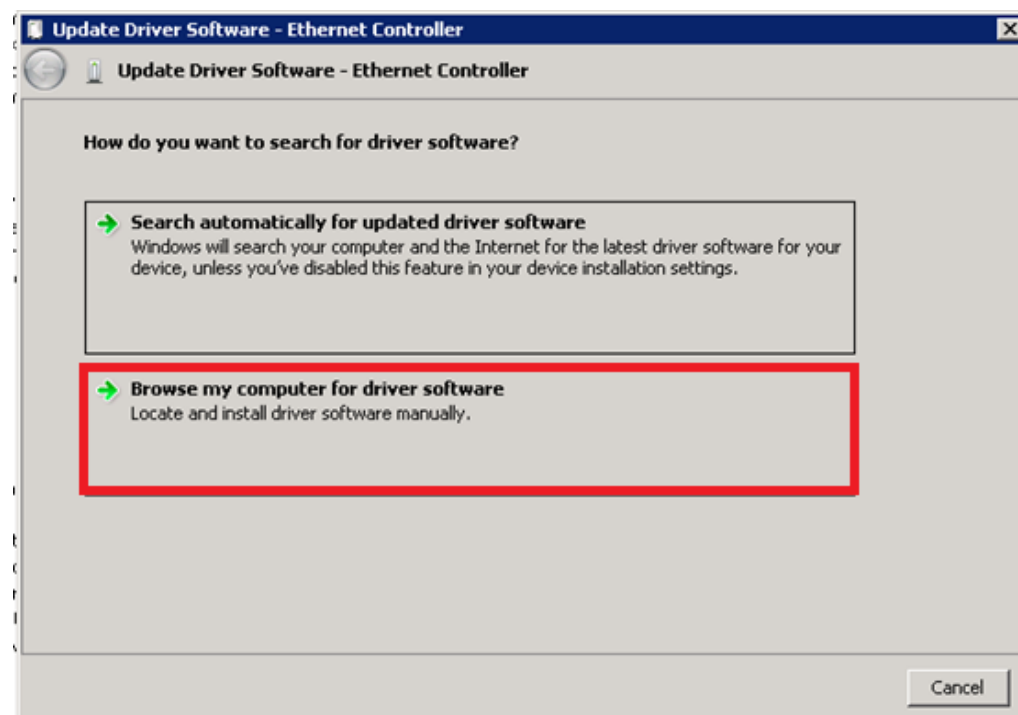 Update Driver Software - Ethernet Controller
Update Driver Software - Ethernet Controller
How do you want to search for driver software?
Search automatically for updated driver software
Windows will search your computer and the Internet for the latest driver software for your
device, unless you've disabled this feature in your device installation settings.
Browse my computer for driver software
Locate and install driver software manually.
Cancel